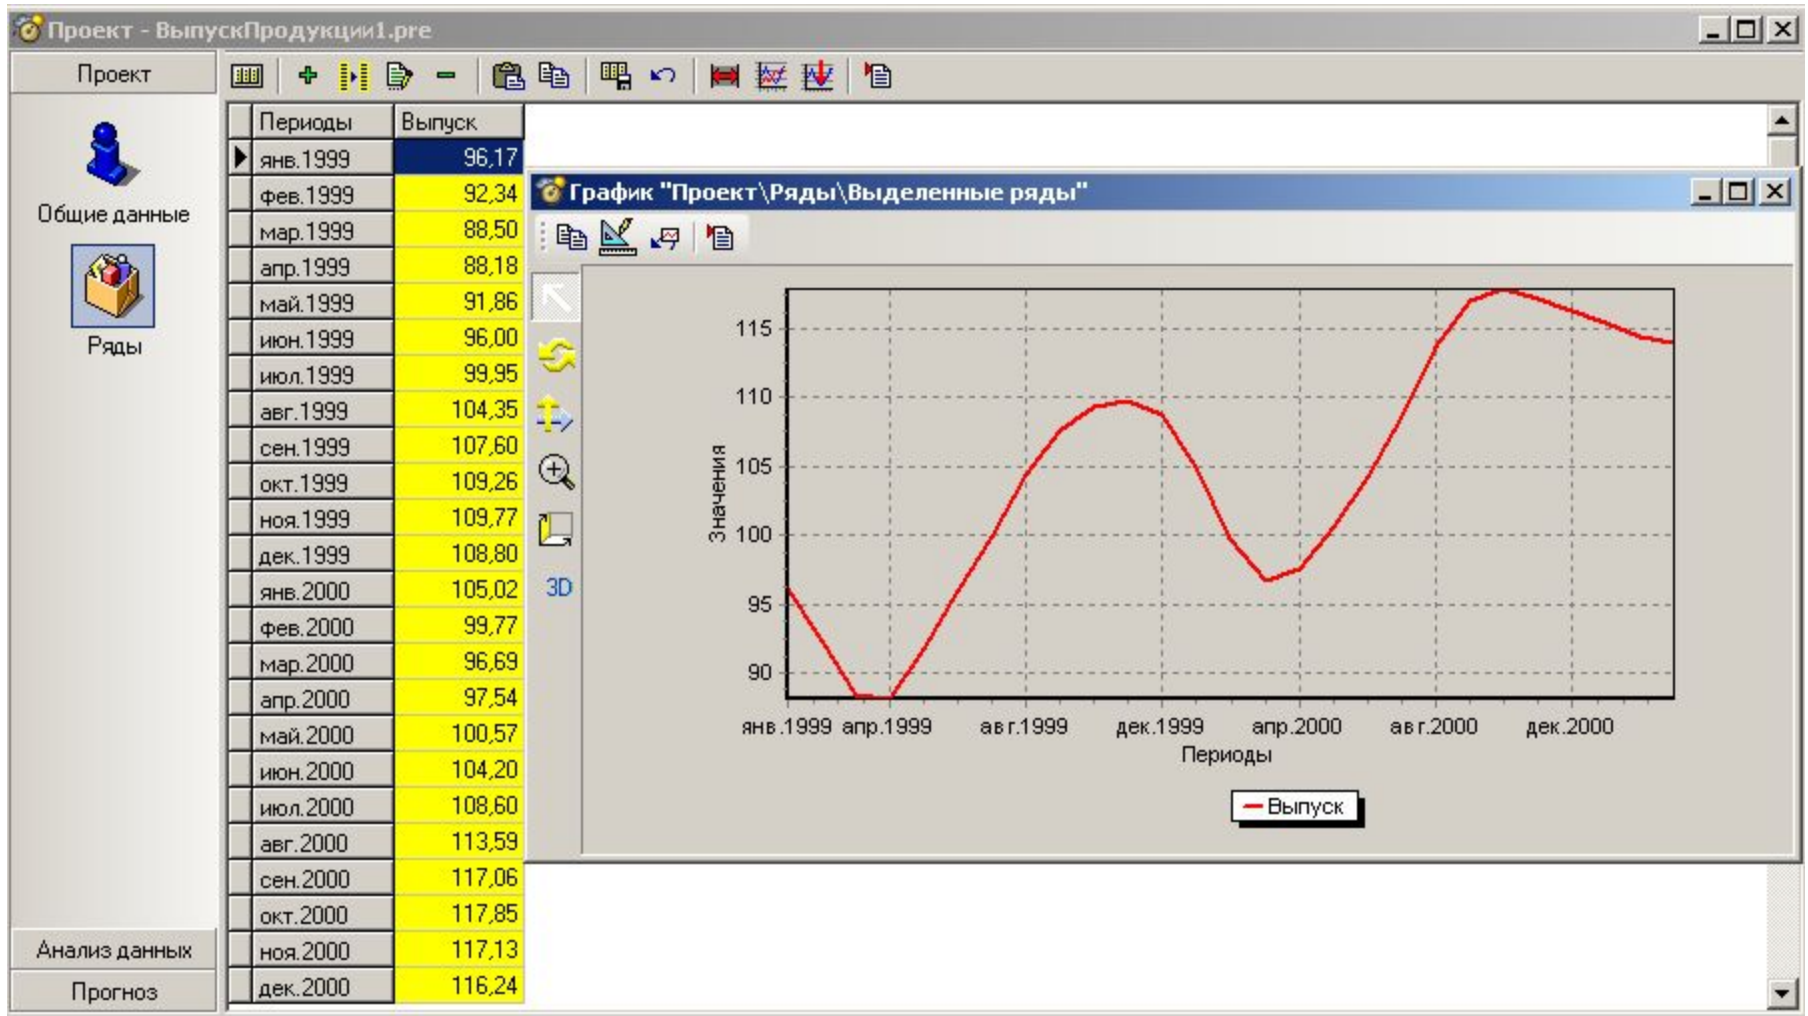 Проект - ВыпускПродукции1.pre
Проект
Общие данные
Ряды
Анализ данных
Прогноз
Периоды Выпуск
янв.1999 96,17
фев.1999 92,34
мар.1999 88,50
апр.1999 88,18
май.1999 91,86
июн.1999 96,00
июл.1999 99,95
авг.1999 104,35
сен.1999 107,60
окт.1999 109,26
ноя.1999 109,77
дек.1999 108,80
янв.2000 105,02
фев.2000 99,77
мар.2000 96,69
апр.2000 97,54
май.2000 100,57
июн.2000 104,20
июл.2000 108,60
авг.2000 113,59
сен.2000 117,06
окт.2000 117,85
ноя.2000 117,13
дек.2000 116,24
График "Проект\Ряды\Выделенные ряды"
3D
Значения
115
110
105
100
95
90
янв.1999 апр.1999 авг.1999 дек.1999 апр.2000 авг.2000 дек.2000
Периоды
Выпуск